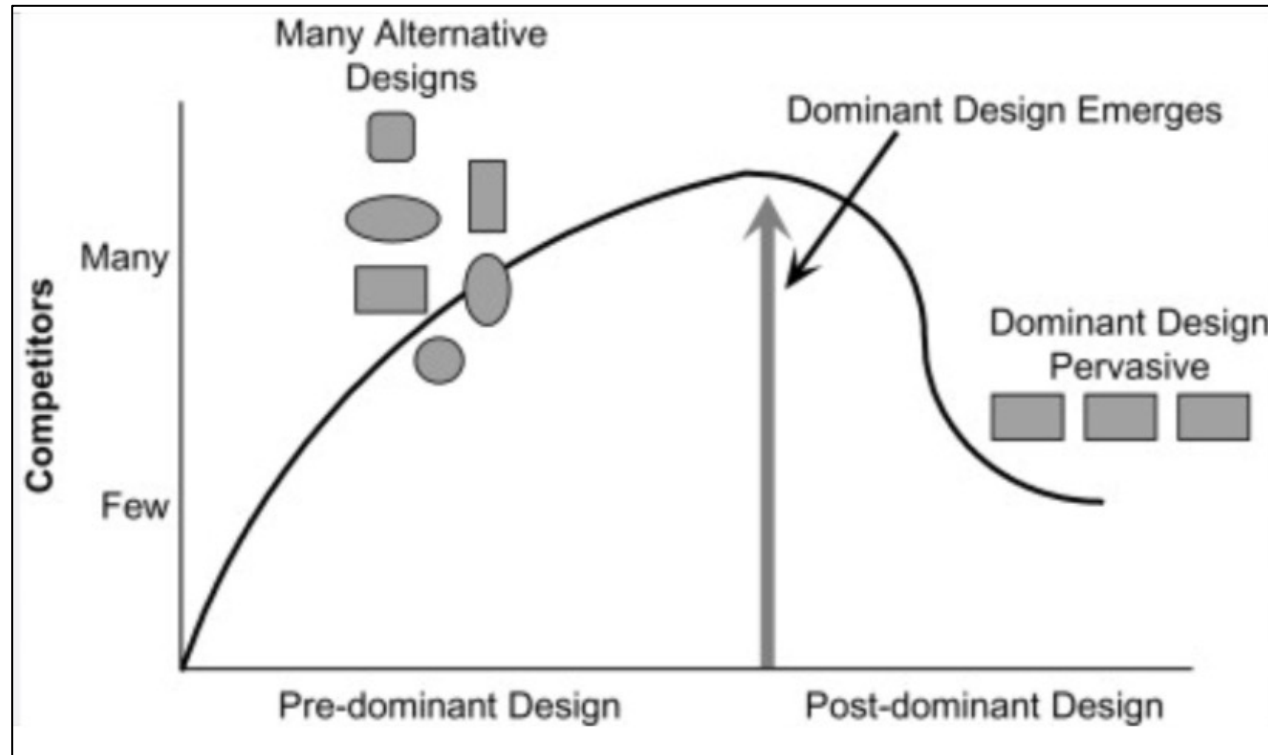 Many Alternative
Designs
Dominant Design Emerges
Many
Competitors
Dominant Design
Pervasive
Few
Pre-dominant Design
Post-dominant Design